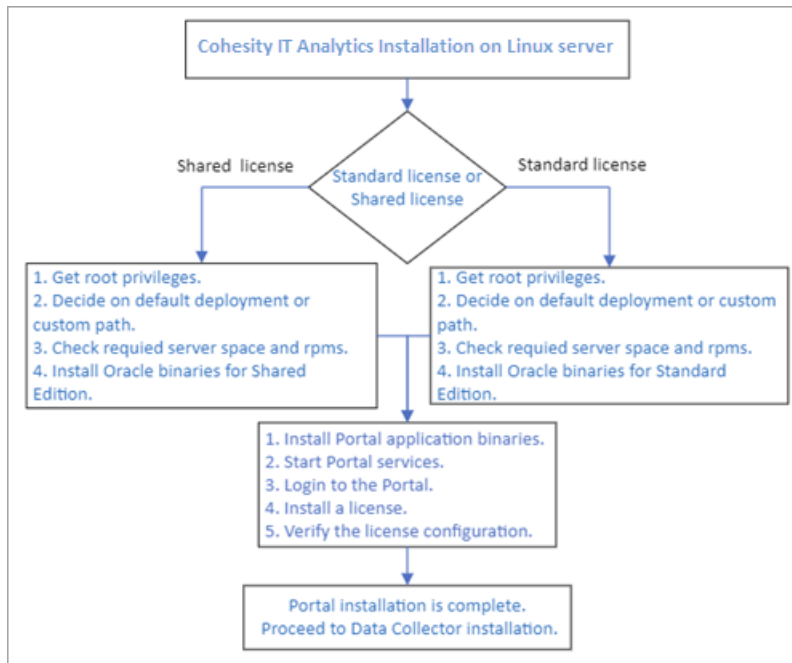 Cohesity IT Analytics Installation on Linux server
Shared license
Standard license
Standard license or
Shared license
1. Get root privileges.
2. Decide on default deployment or
custom path.
3. Check requied server space and rpms.
4. Install Oracle binaries for Shared
Edition.
1. Get root privileges.
2. Decide on default deployment or custom
path.
3. Check requied server space and rpms.
4. Install Oracle binaries for Standard
Edition.
1. Install Portal application binaries.
2. Start Portal services.
3. Login to the Portal.
4. Install a license.
5. Verify the license configuration.
Portal installation is complete.
Proceed to Data Collector installation.